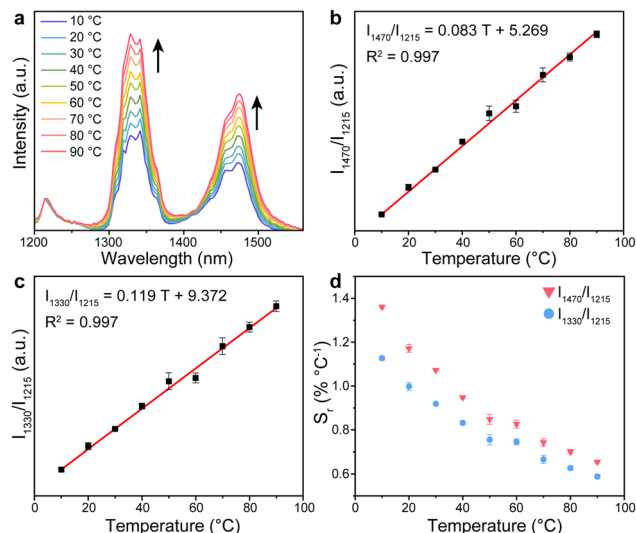 a
10 °C
20 °C
30 °C
40 °C
50 °C
60 °C
70 °C
80 °C
90 °C
Intensity (a.u.)
1200 1300 1400 1500
Wavelength (nm)
b
I1470/I1215 = 0.083 T + 5.269
R² = 0.997
I1470/I1215 (a.u.)
0 20 40 60 80 100
Temperature (°C)
c
I1330/I1215 = 0.119 T + 9.372
R² = 0.997
I1330/I1215 (a.u.)
0 20 40 60 80 100
Temperature (°C)
d
I1470/I1215
I1330/I1215
Sr (% °C⁻¹)
1.4
1.2
1.0
0.8
0.6
0 20 40 60 80 100
Temperature (°C)